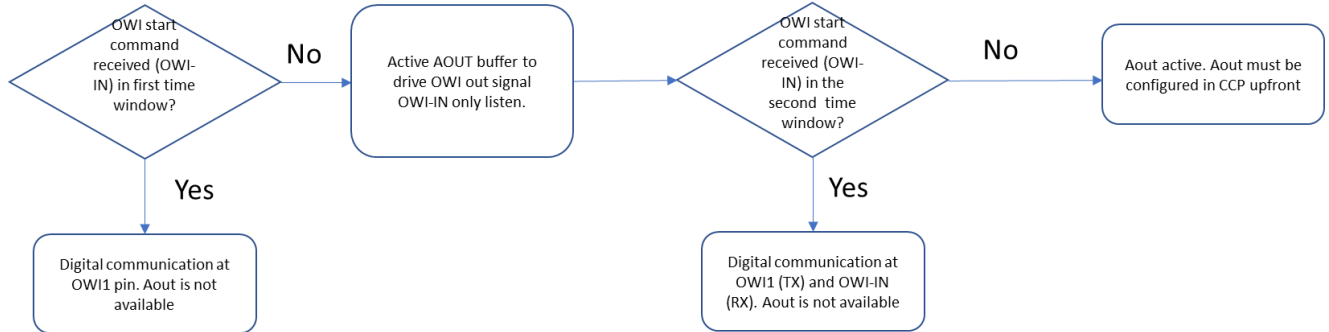 OWI start
command
received (OWI-
IN) in first time
window?
No
Active AOUT buffer to
drive OWI out signal
OWI-IN only listen.
OWI start
command
received (OWI-
IN) in the
second time
window?
No
Aout active. Aout must be
configured in CCP upfront
Yes
Yes
Digital communication at
OWI1 pin. Aout is not
available
Digital communication at
OWI1 (TX) and OWI-IN
(RX). Aout is not available